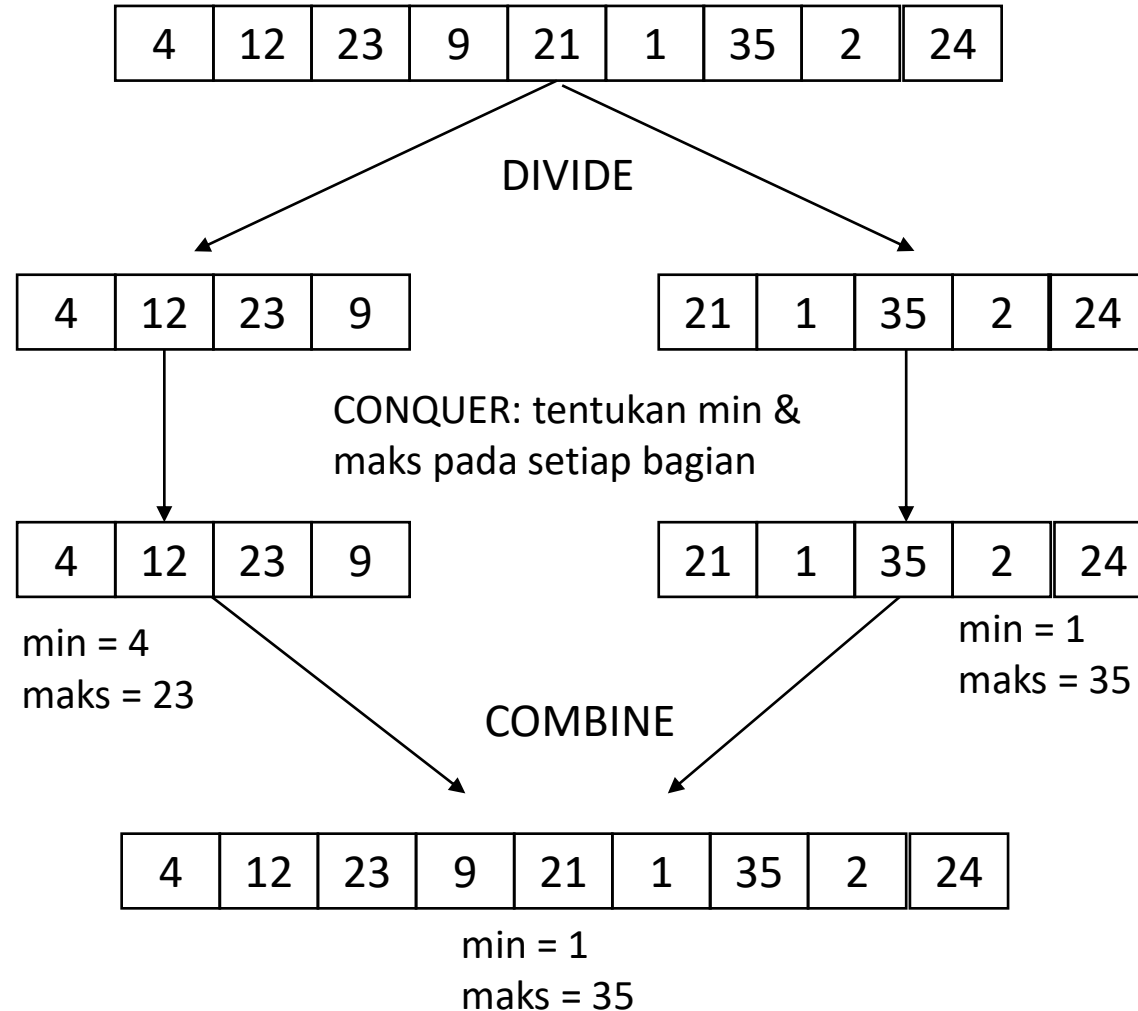 4 12 23 9 21 1 35 2 24
DIVIDE
4 12 23 9
21 1 35 2 24
CONQUER: tentukan min &
maks pada setiap bagian
4 12 23 9
21 1 35 2 24
min = 4
maks = 23
min = 1
maks = 35
COMBINE
4 12 23 9 21 1 35 2 24
min = 1
maks = 35